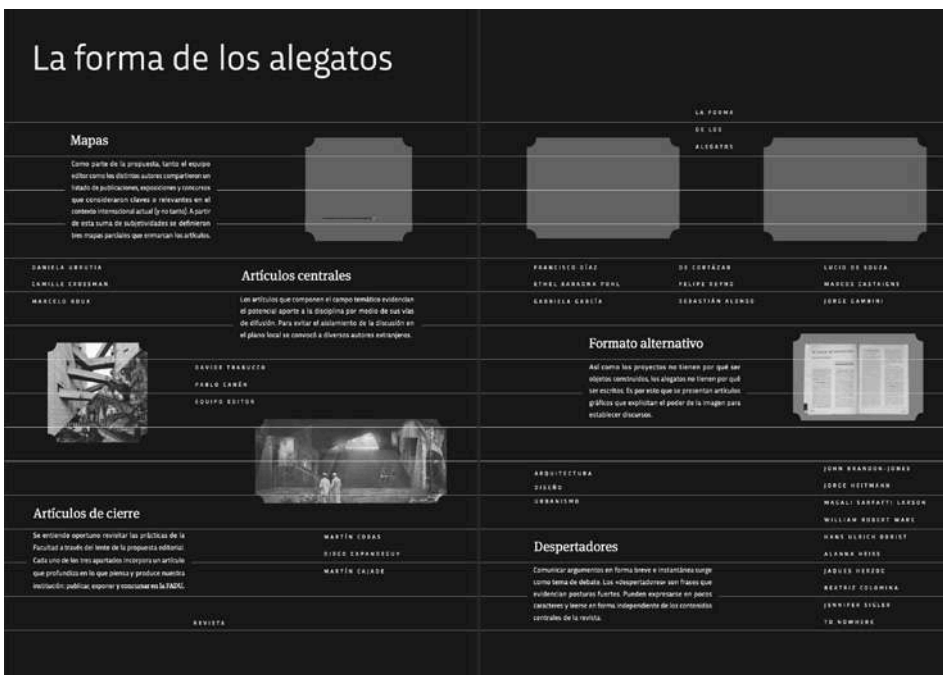 La forma de los alegatos
Mapas
Como parte de la propuesta, tanto el equipo
editor como los distintos autores compartieron un
listado de publicaciones, exposiciones y concursos
que consideraron claves o relevantes en el
contexto internacional actual (y no tanto). A partir
de esta suma de subjetividades se definieron
tres mapas parciales que enmarcan los artículos.
DANIELA URRUTIA
CAMILLE CROSSMAN
MARCELO ROUX
Artículos centrales
Los artículos que componen el campo temático evidencian
el potencial aporte a la disciplina por medio de sus vías
de difusión. Para evitar el aislamiento de la discusión en
el plano local se convocó a diversos autores extranjeros.
DAVIDE TRABUCCO
PABLO CANÉN
EQUIPO EDITOR
Artículos de cierre
Se entiende oportuno revisitar las prácticas de la
Facultad a través del lente de la propuesta editorial.
Cada uno de los tres apartados incorpora un artículo
que profundiza en lo que piensa y produce nuestra
institución: publicar, exponer y concursar en la FADU.
MARTÍN COBAS
DIEGO CAPANDEGUY
MARTÍN CAJADE
REVISTA
LA FORMA
DE LOS
ALEGATOS
FRANCISCO DÍAZ
ETHEL BARAONA POHL
GABRIELA GARCÍA
DE CORTÁZAR
FELIPE REYNO
SEBASTIÁN ALONSO
LUCIO DE SOUZA
MARCOS CASTAIGNS
JORGE GAMBINI
Formato alternativo
Así como los proyectos no tienen por qué ser
objetos construidos, los alegatos no tienen por qué
ser escritos. Es por esto que se presentan artículos
gráficos que explicitan el poder de la imagen para
establecer discursos.
ARQUITECTURA
DISEÑO
URBANISMO
Despertadores
Comunicar argumentos en forma breve e instantánea surge
como tema de debate. Los «despertadores» son frases que
evidencian posturas fuertes. Pueden expresarse en pocos
caracteres y leerse en forma independiente de los contenidos
centrales de la revista.
JOHN BRANDON-JONES
JORGE HEITMANN
MAGALI SARFATTI LARSON
WILLIAM ROBERT WARE
HANS ULRICH OBRIST
ALANNA HEISS
JAQUES HERZOG
BEATRIZ COLOMINA
JENNIFER SIGLER
TO NOWHERE